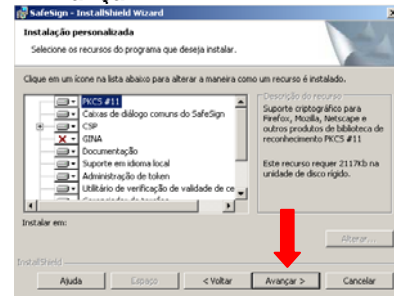 SafeSign - InstallShield Wizard
Instalação personalizada
Selecione os recursos do programa que deseja instalar.
Clique em um ícone na lista abaixo para alterar a maneira como um recurso é instalado.
PKCS #11
Caixas de diálogo comuns do SafeSign
CSP
GINA
Documentação
Suporte em idioma local
Administração de token
Utilitário de verificação de validade de ce
Descrição do recurso
Suporte criptográfico para
Firefox, Mozilla, Netscape e
outros produtos de biblioteca de
reconhecimento PKCS #11
Este recurso requer 2117Kb na
unidade de disco rígido.
Instalar em:
Alterar...
InstallShield
Ajuda
Espaço
< Voltar
Avançar >
Cancelar